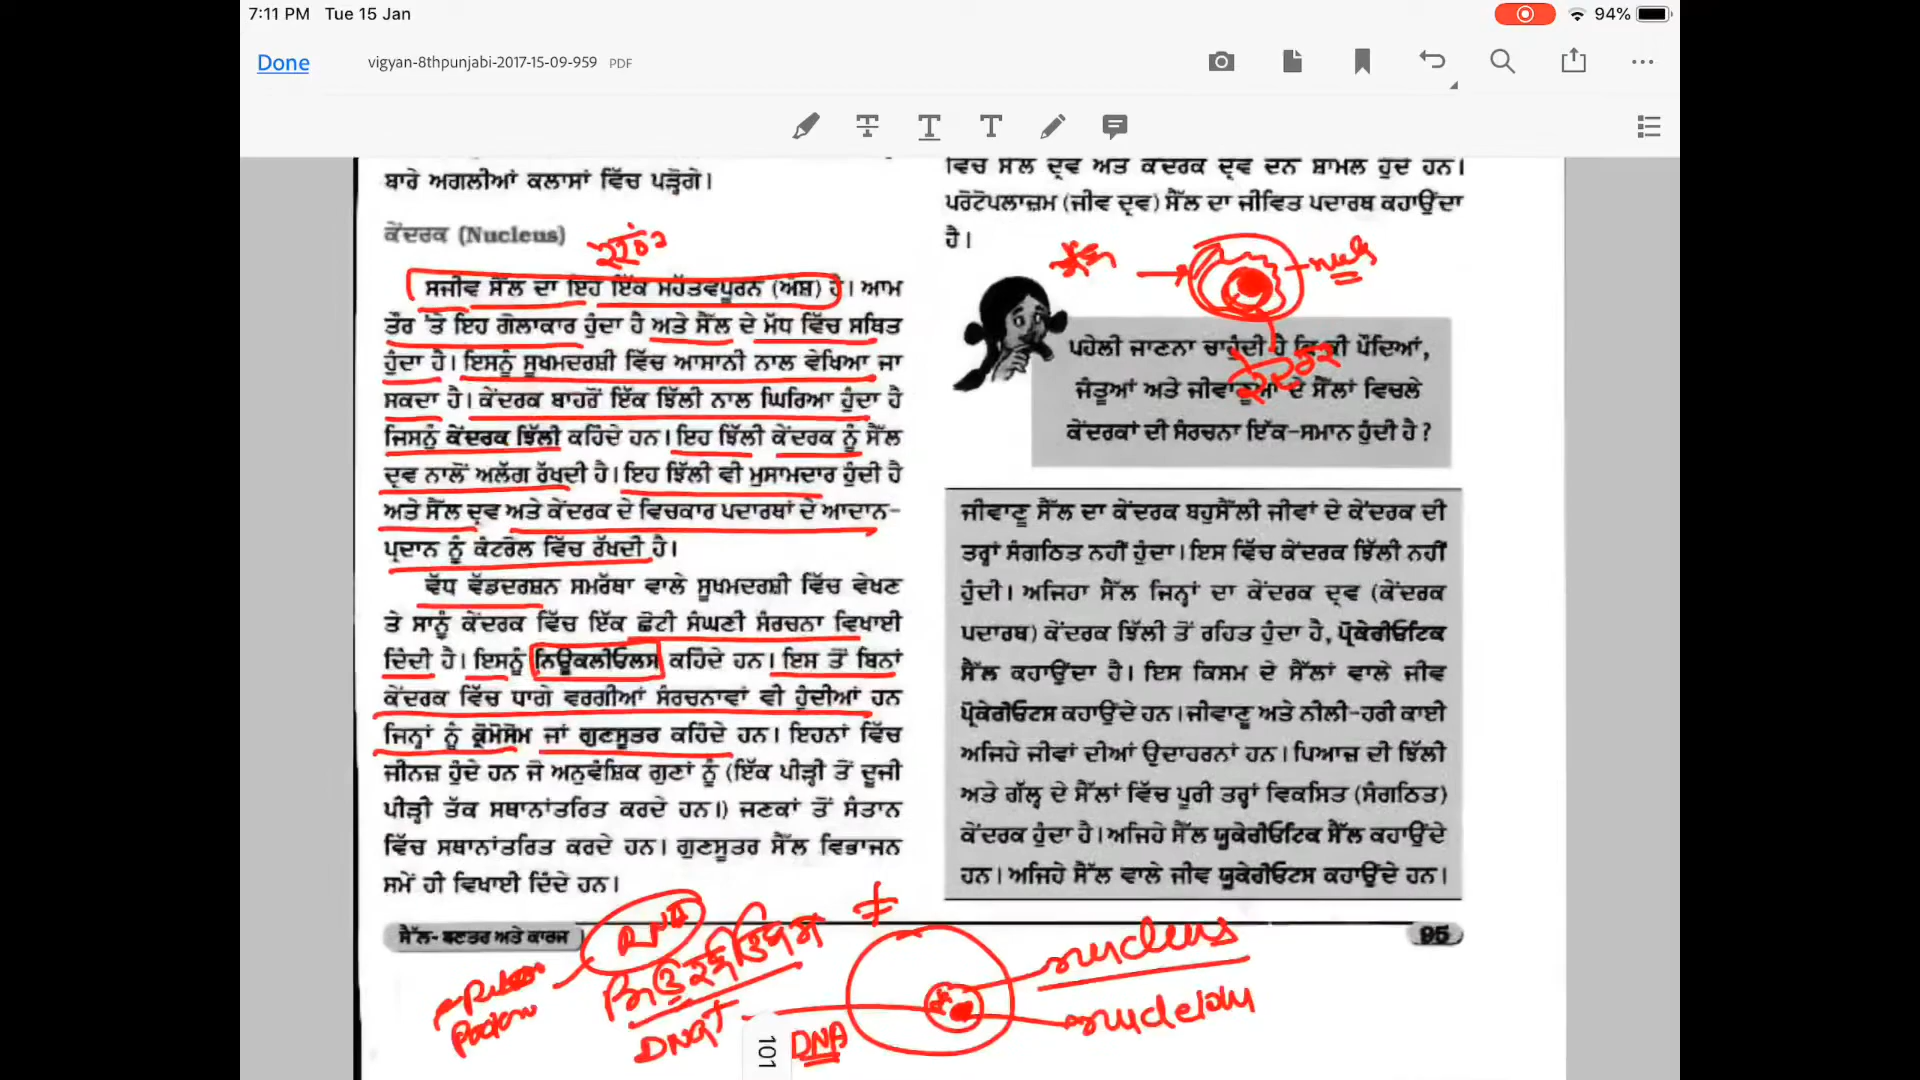 7:11 PM Tue 15 Jan
94%
Done
vigyan-8thpunjabi-2017-15-09-959 PDF
ਬਾਰੇ ਅਗਲੀਆਂ ਕਲਾਸਾਂ ਵਿੱਚ ਪੜ੍ਹੋਗੇ।
ਕੇਂਦਰਕ (Nucleus)
ਸਜੀਵ ਸੈੱਲ ਦਾ ਇਹ ਇੱਕ ਮਹੱਤਵਪੂਰਨ (ਅੰਸ਼) ਹੈ। ਆਮ
ਤੌਰ 'ਤੇ ਇਹ ਗੋਲਾਕਾਰ ਹੁੰਦਾ ਹੈ ਅਤੇ ਸੈੱਲ ਦੇ ਮੱਧ ਵਿੱਚ ਸਥਿਤ
ਹੁੰਦਾ ਹੈ। ਇਸਨੂੰ ਸੂਖਮਦਰਸ਼ੀ ਵਿੱਚ ਆਸਾਨੀ ਨਾਲ ਵੇਖਿਆ ਜਾ
ਸਕਦਾ ਹੈ। ਕੇਂਦਰਕ ਬਾਹਰੋਂ ਇੱਕ ਝਿੱਲੀ ਨਾਲ ਘਿਰਿਆ ਹੁੰਦਾ ਹੈ
ਜਿਸਨੂੰ ਕੇਂਦਰਕ ਝਿੱਲੀ ਕਹਿੰਦੇ ਹਨ। ਇਹ ਝਿੱਲੀ ਕੇਂਦਰਕ ਨੂੰ ਸੈੱਲ
ਦ੍ਰਵ ਨਾਲੋਂ ਅਲੱਗ ਰੱਖਦੀ ਹੈ। ਇਹ ਝਿੱਲੀ ਵੀ ਮੁਸਾਮਦਾਰ ਹੁੰਦੀ ਹੈ
ਅਤੇ ਸੈੱਲ ਦ੍ਰਵ ਅਤੇ ਕੇਂਦਰਕ ਦੇ ਵਿਚਕਾਰ ਪਦਾਰਥਾਂ ਦੇ ਆਦਾਨ-
ਪ੍ਰਦਾਨ ਨੂੰ ਕੰਟਰੋਲ ਵਿੱਚ ਰੱਖਦੀ ਹੈ।
ਵੱਧ ਵੱਡਦਰਸ਼ਨ ਸਮਰੱਥਾ ਵਾਲੇ ਸੂਖਮਦਰਸ਼ੀ ਵਿੱਚ ਵੇਖਣ
ਤੇ ਸਾਨੂੰ ਕੇਂਦਰਕ ਵਿੱਚ ਇੱਕ ਛੋਟੀ ਸੰਘਣੀ ਸੰਰਚਨਾ ਵਿਖਾਈ
ਦਿੰਦੀ ਹੈ। ਇਸਨੂੰ ਨਿਊਕਲੀਓਲਸ ਕਹਿੰਦੇ ਹਨ। ਇਸ ਤੋਂ ਬਿਨਾਂ
ਕੇਂਦਰਕ ਵਿੱਚ ਧਾਗੇ ਵਰਗੀਆਂ ਸੰਰਚਨਾਵਾਂ ਵੀ ਹੁੰਦੀਆਂ ਹਨ
ਜਿਨ੍ਹਾਂ ਨੂੰ ਕ੍ਰੋਮੋਸੋਮ ਜਾਂ ਗੁਣਸੂਤਰ ਕਹਿੰਦੇ ਹਨ। ਇਹਨਾਂ ਵਿੱਚ
ਜੀਨਜ਼ ਹੁੰਦੇ ਹਨ ਜੋ ਅਨੁਵੰਸ਼ਿਕ ਗੁਣਾਂ ਨੂੰ (ਇੱਕ ਪੀੜ੍ਹੀ ਤੋਂ ਦੂਜੀ
ਪੀੜ੍ਹੀ ਤੱਕ ਸਥਾਨਾਂਤਰਿਤ ਕਰਦੇ ਹਨ।) ਜਣਕਾਂ ਤੋਂ ਸੰਤਾਨ
ਵਿੱਚ ਸਥਾਨਾਂਤਰਿਤ ਕਰਦੇ ਹਨ। ਗੁਣਸੂਤਰ ਸੈੱਲ ਵਿਭਾਜਨ
ਸਮੇਂ ਹੀ ਵਿਖਾਈ ਦਿੰਦੇ ਹਨ।
ਵਿੱਚ ਸੈੱਲ ਦ੍ਰਵ ਅਤੇ ਕੇਂਦਰਕ ਦ੍ਰਵ ਦੋਨੋਂ ਸ਼ਾਮਲ ਹੁੰਦੇ ਹਨ।
ਪਰੋਟੋਪਲਾਜ਼ਮ (ਜੀਵ ਦ੍ਰਵ) ਸੈੱਲ ਦਾ ਜੀਵਿਤ ਪਦਾਰਥ ਕਹਾਉਂਦਾ
ਹੈ।
ਪਹੇਲੀ ਜਾਣਨਾ ਚਾਹੁੰਦੀ ਹੈ ਕਿ ਕੀ ਪੌਦਿਆਂ,
ਜੰਤੂਆਂ ਅਤੇ ਜੀਵਾਣੂਆਂ ਦੇ ਸੈੱਲਾਂ ਵਿਚਲੇ
ਕੇਂਦਰਕਾਂ ਦੀ ਸੰਰਚਨਾ ਇੱਕ-ਸਮਾਨ ਹੁੰਦੀ ਹੈ?
ਕੇਂਦਰਕ
ਜੀਵਾਣੂ ਸੈੱਲ ਦਾ ਕੇਂਦਰਕ ਬਹੁਸੈੱਲੀ ਜੀਵਾਂ ਦੇ ਕੇਂਦਰਕ ਦੀ
ਤਰ੍ਹਾਂ ਸੰਗਠਿਤ ਨਹੀਂ ਹੁੰਦਾ। ਇਸ ਵਿੱਚ ਕੇਂਦਰਕ ਝਿੱਲੀ ਨਹੀਂ
ਹੁੰਦੀ। ਅਜਿਹਾ ਸੈੱਲ ਜਿਨ੍ਹਾਂ ਦਾ ਕੇਂਦਰਕ ਦ੍ਰਵ (ਕੇਂਦਰਕ
ਪਦਾਰਥ) ਕੇਂਦਰਕ ਝਿੱਲੀ ਤੋਂ ਰਹਿਤ ਹੁੰਦਾ ਹੈ, ਪ੍ਰੋਕੇਰੀਓਟਿਕ
ਸੈੱਲ ਕਹਾਉਂਦਾ ਹੈ। ਇਸ ਕਿਸਮ ਦੇ ਸੈੱਲਾਂ ਵਾਲੇ ਜੀਵ
ਪ੍ਰੋਕੇਰੀਓਟਸ ਕਹਾਉਂਦੇ ਹਨ। ਜੀਵਾਣੂ ਅਤੇ ਨੀਲੀ-ਹਰੀ ਕਾਈ
ਅਜਿਹੇ ਜੀਵਾਂ ਦੀਆਂ ਉਦਾਹਰਨਾਂ ਹਨ। ਪਿਆਜ਼ ਦੀ ਝਿੱਲੀ
ਅਤੇ ਗੱਲ੍ਹ ਦੇ ਸੈੱਲਾਂ ਵਿੱਚ ਪੂਰੀ ਤਰ੍ਹਾਂ ਵਿਕਸਿਤ (ਸੰਗਠਿਤ)
ਕੇਂਦਰਕ ਹੁੰਦਾ ਹੈ। ਅਜਿਹੇ ਸੈੱਲ ਯੂਕੇਰੀਓਟਿਕ ਸੈੱਲ ਕਹਾਉਂਦੇ
ਹਨ। ਅਜਿਹੇ ਸੈੱਲ ਵਾਲੇ ਜੀਵ ਯੂਕੇਰੀਓਟਸ ਕਹਾਉਂਦੇ ਹਨ।
ਸੈੱਲ- ਬਣਤਰ ਅਤੇ ਕਾਰਜ
95
nucleus
DNA
101